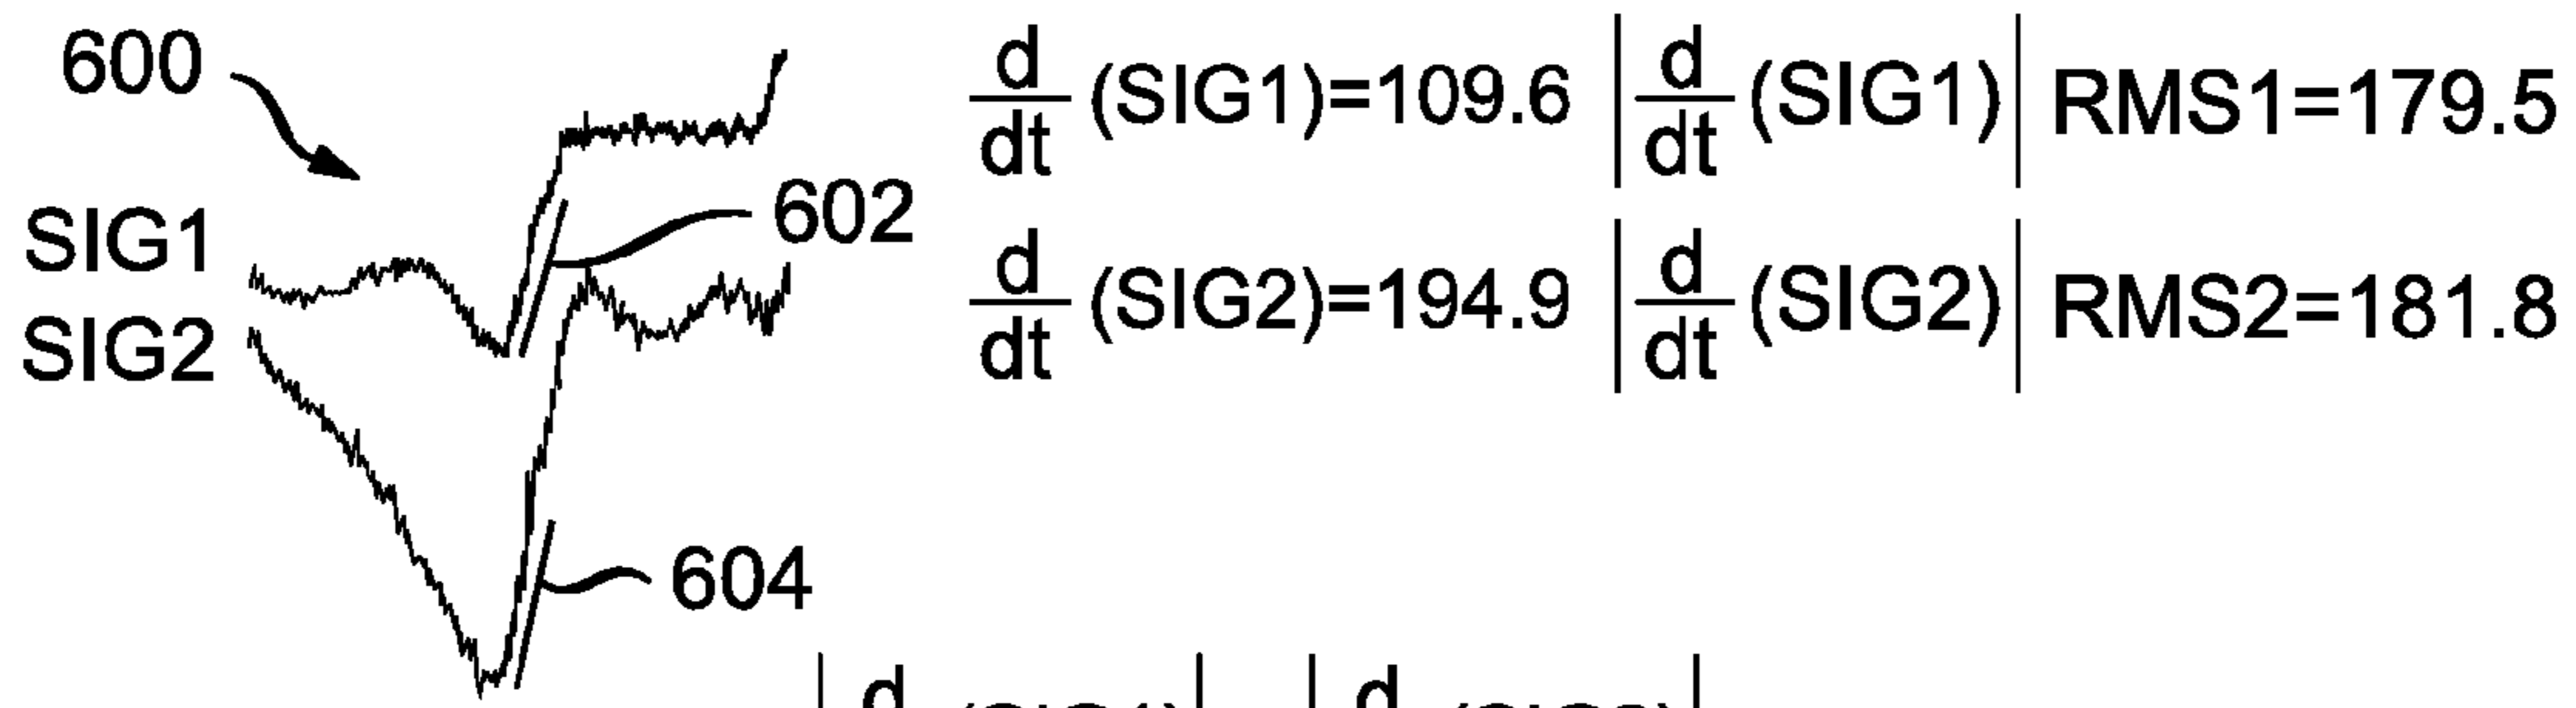 600
d/dt (SIG1)=109.6 |d/dt (SIG1)| RMS1=179.5
602
SIG1
d/dt (SIG2)=194.9 |d/dt (SIG2)| RMS2=181.8
SIG2
604